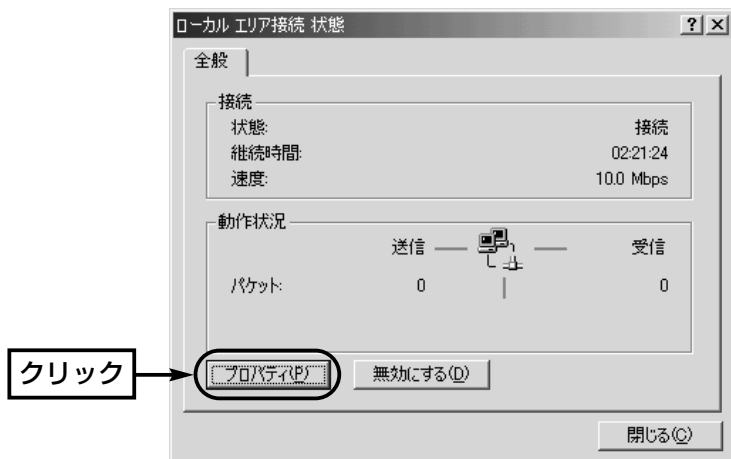 ローカル エリア接続 状態
全般
接続
状態: 接続
継続時間: 02:21:24
速度: 10.0 Mbps
動作状況
送信 受信
パケット: 0 0
クリック
プロパティ(P) 無効にする(D)
閉じる(C)